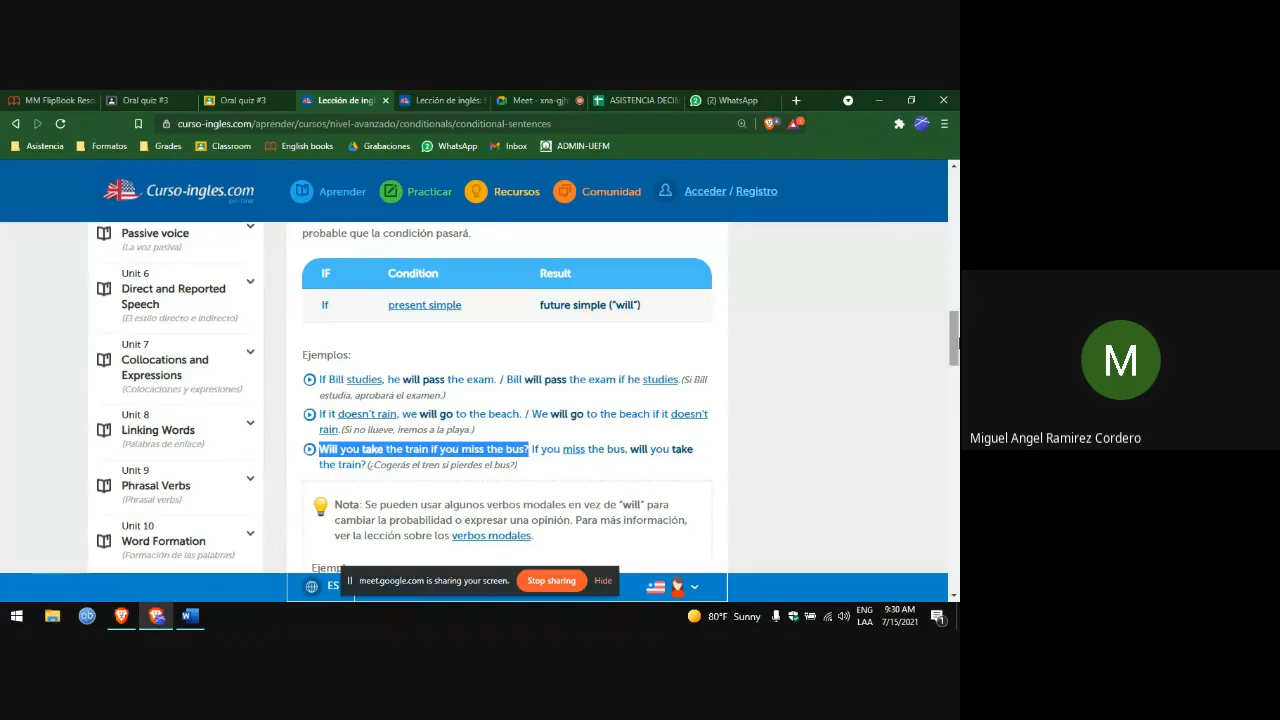 MM FlipBook Reso
Oral quiz #3
Oral quiz #3
Lección de ingl
Lección de inglés:
Meet - xna-gjh
ASISTENCIA DECIM
(2) WhatsApp
curso-ingles.com/aprender/cursos/nivel-avanzado/conditionals/conditional-sentences
Asistencia
Formatos
Grades
Classroom
English books
Grabaciones
WhatsApp
Inbox
ADMIN-UEFM
Curso-ingles.com
on-line
Aprender
Practicar
Recursos
Comunidad
Acceder / Registro
Passive voice
(La voz pasiva)
Unit 6
Direct and Reported
Speech
(El estilo directo e indirecto)
Unit 7
Collocations and
Expressions
(Colocaciones y expresiones)
Unit 8
Linking Words
(Palabras de enlace)
Unit 9
Phrasal Verbs
(Phrasal verbs)
Unit 10
Word Formation
(Formación de las palabras)
probable que la condición pasará.
IF Condition Result
If present simple future simple ("will")
Ejemplos:
If Bill studies, he will pass the exam. / Bill will pass the exam if he studies.(Si Bill
estudia, aprobará el examen.)
If it doesn't rain, we will go to the beach. / We will go to the beach if it doesn't
rain.(Si no llueve, iremos a la playa.)
Will you take the train if you miss the bus? If you miss the bus, will you take
the train?(¿Cogerás el tren si pierdes el bus?)
Nota: Se pueden usar algunos verbos modales en vez de "will" para
cambiar la probabilidad o expresar una opinión. Para más información,
ver la lección sobre los verbos modales.
Ejempl
ES
meet.google.com is sharing your screen.
Stop sharing
Hide
80°F Sunny
ENG
LAA
9:30 AM
7/15/2021
M
Miguel Angel Ramirez Cordero